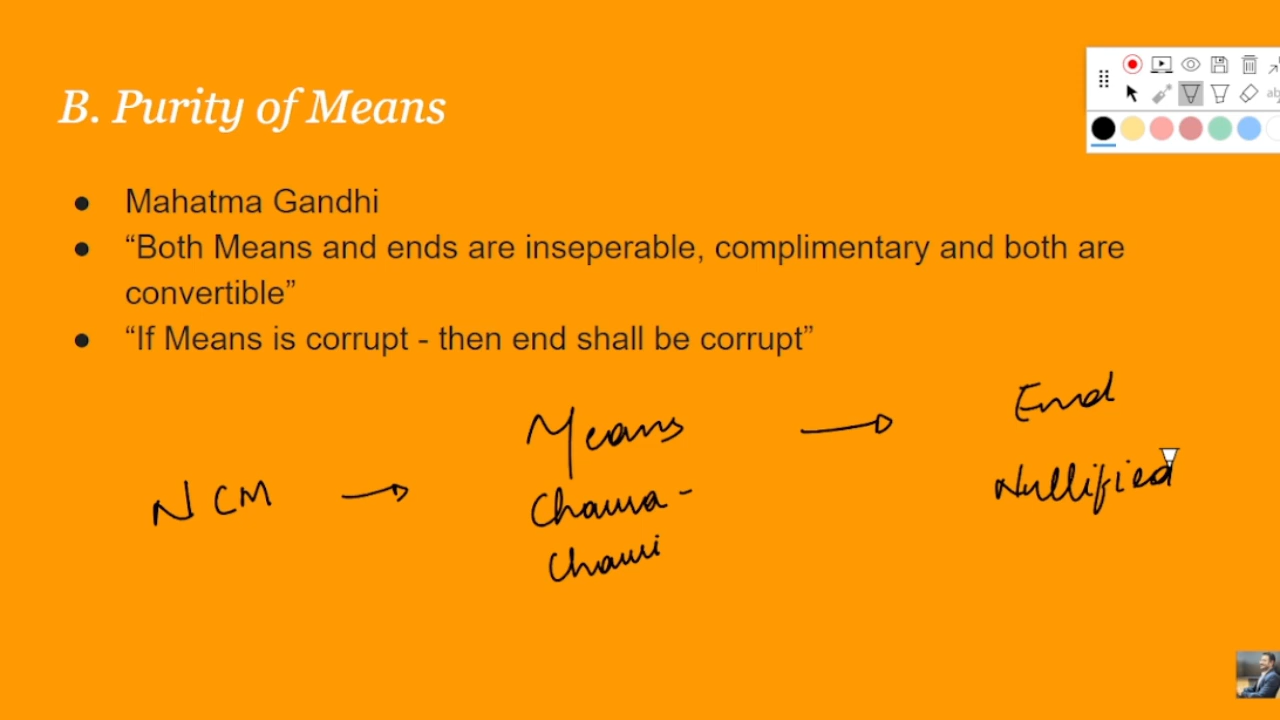 B. Purity of Means
● Mahatma Gandhi
● “Both Means and ends are inseperable, complimentary and both are
convertible”
● “If Means is corrupt - then end shall be corrupt”
Means → End
NCM → Chaura - Nullified
Chauri